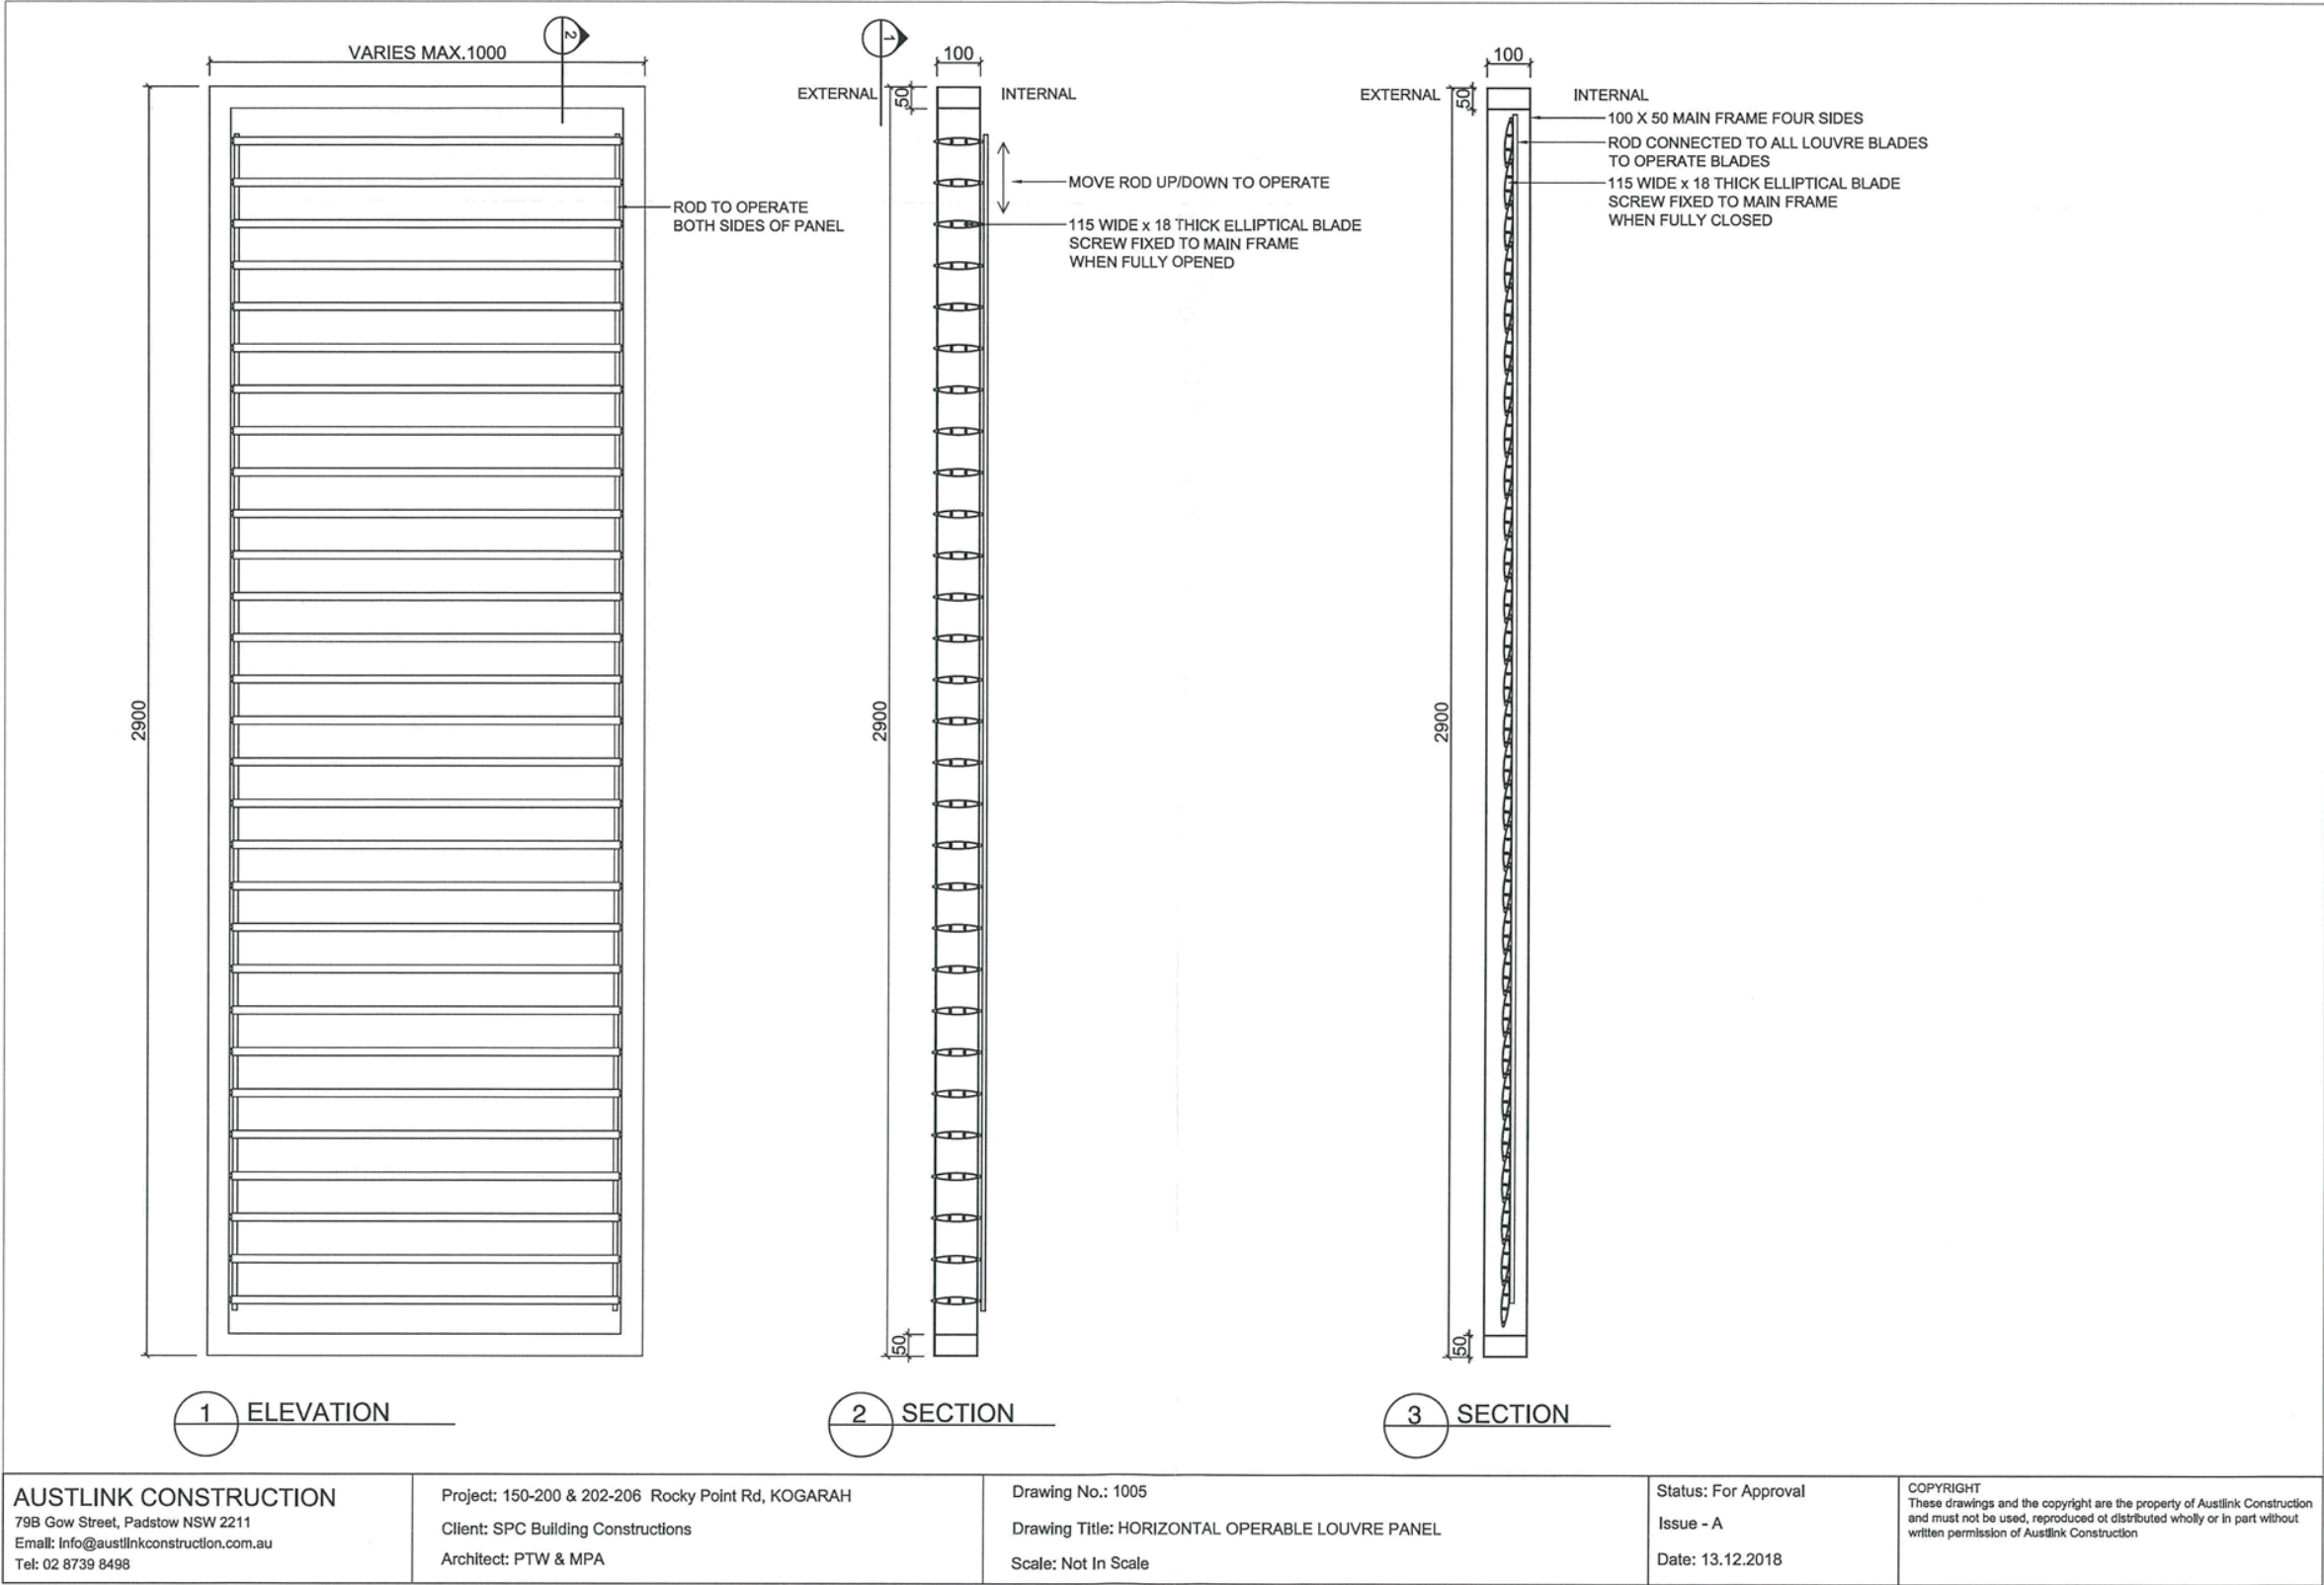 VARIES MAX.1000
2
2900
ROD TO OPERATE
BOTH SIDES OF PANEL
1 ELEVATION
1
100
EXTERNAL
50
INTERNAL
MOVE ROD UP/DOWN TO OPERATE
115 WIDE x 18 THICK ELLIPTICAL BLADE
SCREW FIXED TO MAIN FRAME
WHEN FULLY OPENED
2900
50
2 SECTION
100
EXTERNAL
50
INTERNAL
100 X 50 MAIN FRAME FOUR SIDES
ROD CONNECTED TO ALL LOUVRE BLADES
TO OPERATE BLADES
115 WIDE x 18 THICK ELLIPTICAL BLADE
SCREW FIXED TO MAIN FRAME
WHEN FULLY CLOSED
2900
50
3 SECTION
AUSTLINK CONSTRUCTION
79B Gow Street, Padstow NSW 2211
Email: info@austlinkconstruction.com.au
Tel: 02 8739 8498
Project: 150-200 & 202-206 Rocky Point Rd, KOGARAH
Client: SPC Building Constructions
Architect: PTW & MPA
Drawing No.: 1005
Drawing Title: HORIZONTAL OPERABLE LOUVRE PANEL
Scale: Not In Scale
Status: For Approval
Issue - A
Date: 13.12.2018
COPYRIGHT
These drawings and the copyright are the property of Austlink Construction
and must not be used, reproduced ot distributed wholly or in part without
written permission of Austlink Construction